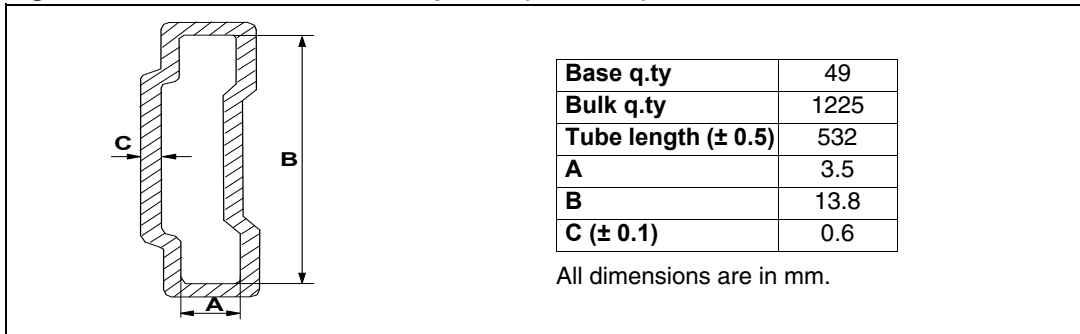 C
B
A
Base q.ty 49
Bulk q.ty 1225
Tube length (± 0.5) 532
A 3.5
B 13.8
C (± 0.1) 0.6
All dimensions are in mm.